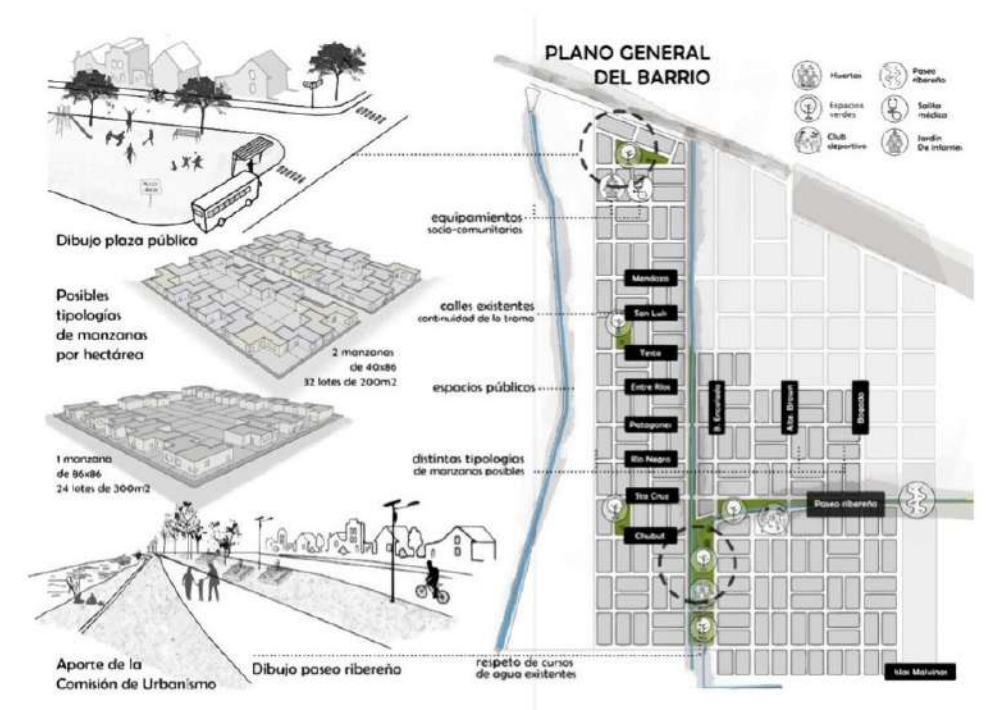 PLANO GENERAL
DEL BARRIO
Huertas
Espacios
verdes
Club
deportivo
Paseo
ribereño
Salita
médica
Jardín
De infantes
Dibujo plaza pública
Posibles
tipologías
de manzanas
por hectárea
2 manzanas
de 40x86
32 lotes de 200m2
1 manzana
de 86x86
24 lotes de 300m2
equipamientos
socio-comunitarios
calles existentes
continuidad de la trama
espacios públicos
distintas tipologías
de manzanas posibles
Mendoza
San Luis
Entre Ríos
Patagones
Río Negro
Sta Cruz
Chubut
B. Encalada
Alte. Brown
Bogado
Paseo ribereño
Islas Malvinas
Aporte de la
Comisión de Urbanismo
Dibujo paseo ribereño
respeto de cursos
de agua existentes